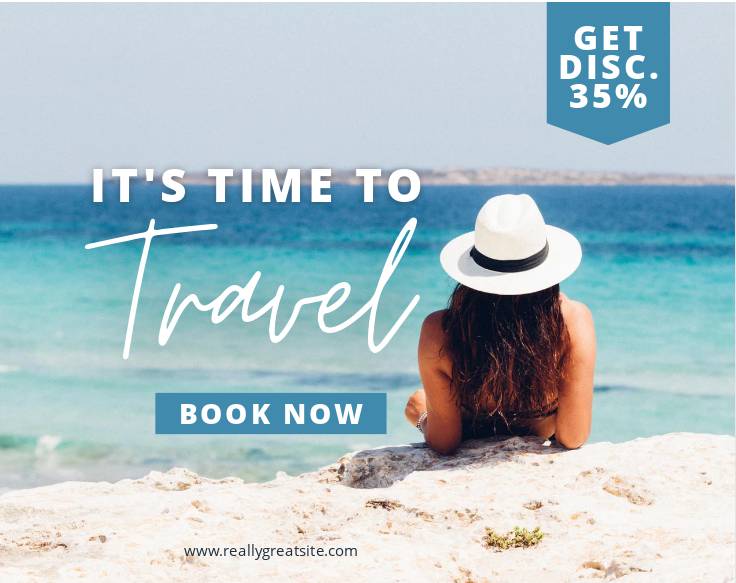 GET
DISC.
35%
IT'S TIME TO
Travel
BOOK NOW
www.reallygreatsite.com